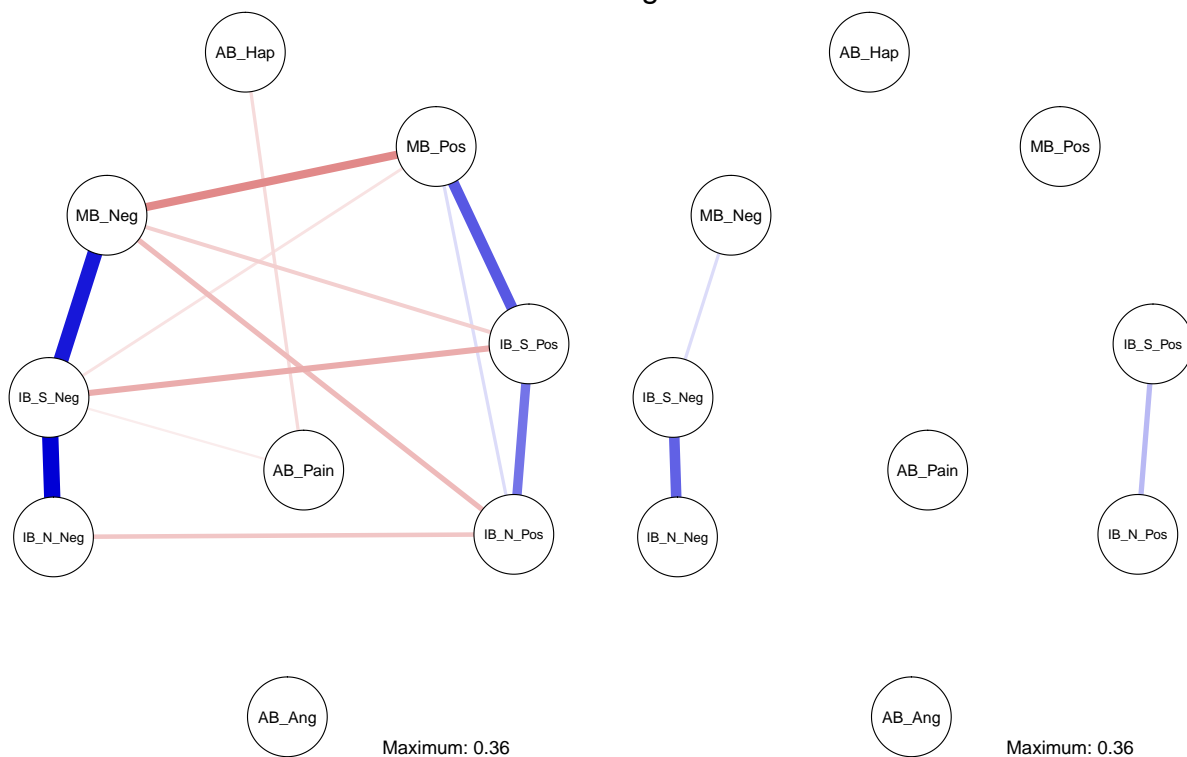 AB_Hap
MB_Pos
MB_Neg
IB_S_Pos
IB_S_Neg
AB_Pain
IB_N_Pos
IB_N_Neg
AB_Ang
Maximum: 0.36
AB_Hap
MB_Pos
MB_Neg
IB_S_Pos
IB_S_Neg
AB_Pain
IB_N_Pos
IB_N_Neg
AB_Ang
Maximum: 0.36